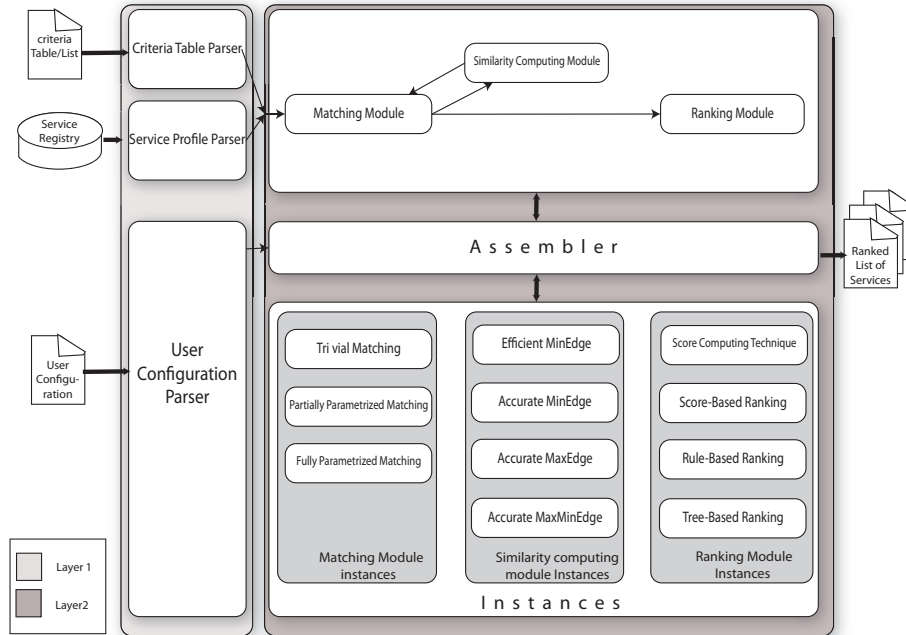 criteria
Table/List
Criteria Table Parser
Similarity Computing Module
Matching Module
Ranking Module
Service
Registry
Service Profile Parser
Assembler
Ranked
List of
Services
User
Configu-
ration
User
Configuration
Parser
Tri vial Matching
Partially Parametrized Matching
Fully Parametrized Matching
Matching Module
instances
Efficient MinEdge
Accurate MinEdge
Accurate MaxEdge
Accurate MaxMinEdge
Similarity computing
module Instances
Score Computing Technique
Score-Based Ranking
Rule-Based Ranking
Tree-Based Ranking
Ranking Module
Instances
Instances
Layer 1
Layer2